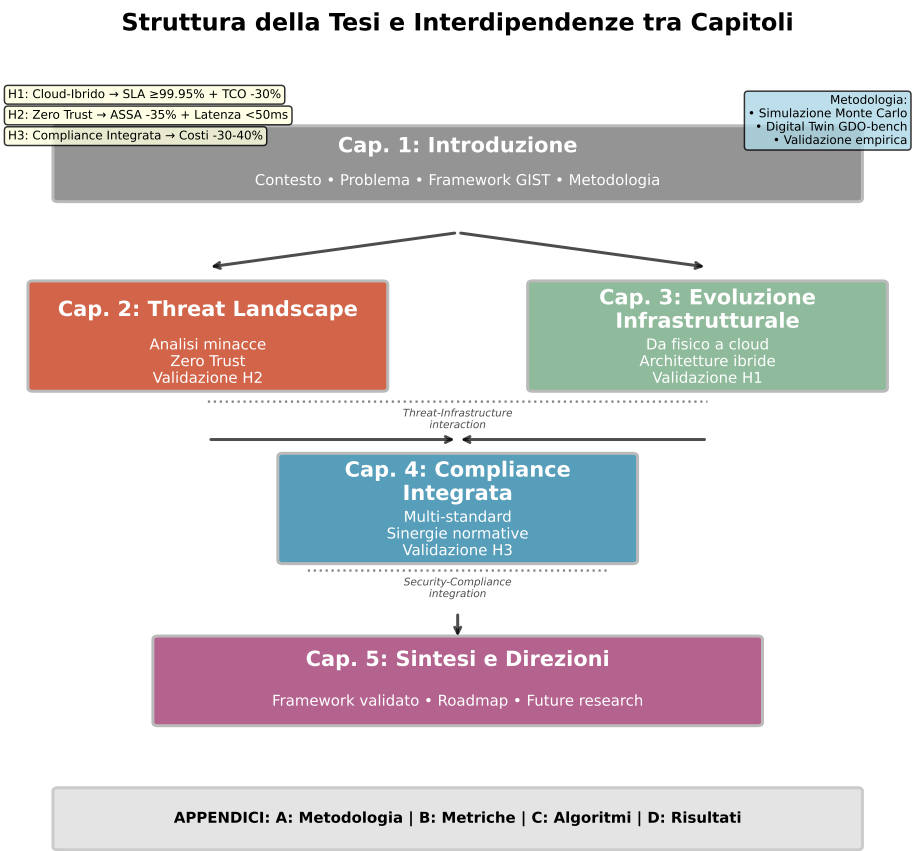 Struttura della Tesi e Interdipendenze tra Capitoli
H1: Cloud-Ibrido → SLA ≥99.95% + TCO -30%
H2: Zero Trust → ASSA -35% + Latenza <50ms
H3: Compliance Integrata → Costi -30-40%
Metodologia:
• Simulazione Monte Carlo
• Digital Twin GDO-bench
• Validazione empirica
Cap. 1: Introduzione
Contesto • Problema • Framework GIST • Metodologia
Cap. 2: Threat Landscape
Analisi minacce
Zero Trust
Validazione H2
Cap. 3: Evoluzione
Infrastrutturale
Da fisico a cloud
Architetture ibride
Validazione H1
Threat-Infrastructure
interaction
Cap. 4: Compliance
Integrata
Multi-standard
Sinergie normative
Validazione H3
Security-Compliance
integration
Cap. 5: Sintesi e Direzioni
Framework validato • Roadmap • Future research
APPENDICI: A: Metodologia | B: Metriche | C: Algoritmi | D: Risultati